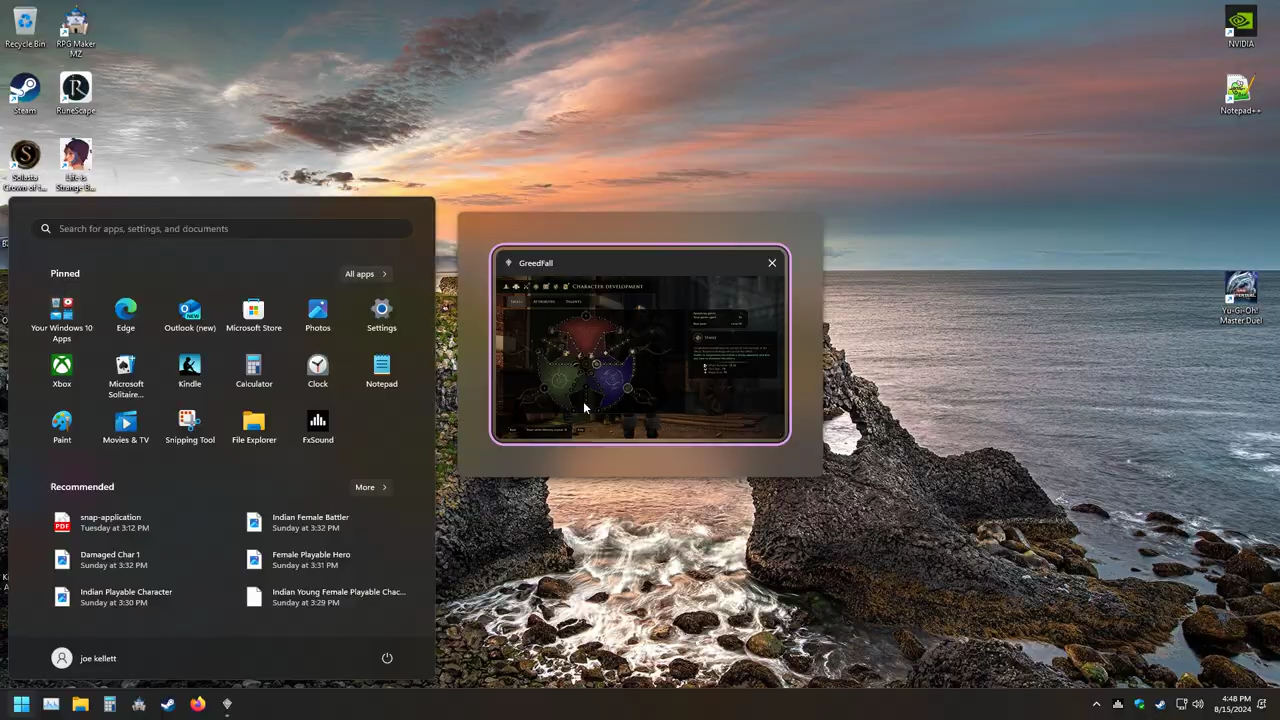 Recycle Bin
RPG Maker
MZ
Steam
RuneScape
Solasta
Crown of t...
Life is
Strange B...
NVIDIA
Notepad++
Yu-Gi-Oh!
Master Duel
Search for apps, settings, and documents
Pinned
All apps
Your Windows 10
Apps
Edge
Outlook (new)
Microsoft Store
Photos
Settings
Xbox
Microsoft
Solitaire...
Kindle
Calculator
Clock
Notepad
Paint
Movies & TV
Snipping Tool
File Explorer
FxSound
Recommended
More
snap-application
Tuesday at 3:12 PM
Indian Female Battler
Sunday at 3:32 PM
Damaged Char 1
Sunday at 3:32 PM
Female Playable Hero
Sunday at 3:31 PM
Indian Playable Character
Sunday at 3:30 PM
Indian Young Female Playable Chac...
Sunday at 3:29 PM
joe kellett
GreedFall
Character development
Skills
Attributes
Talents
4:48 PM
8/15/2024